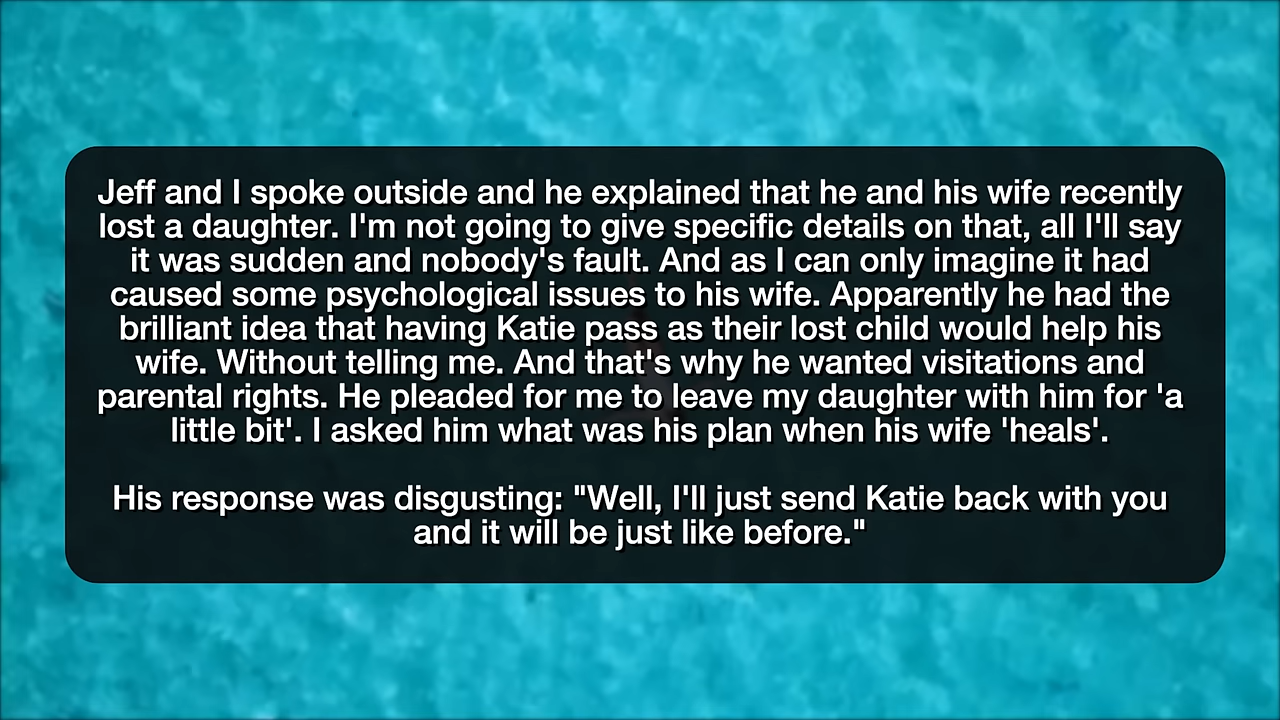 Jeff and I spoke outside and he explained that he and his wife recently
lost a daughter. I'm not going to give specific details on that, all I'll say
it was sudden and nobody's fault. And as I can only imagine it had
caused some psychological issues to his wife. Apparently he had the
brilliant idea that having Katie pass as their lost child would help his
wife. Without telling me. And that's why he wanted visitations and
parental rights. He pleaded for me to leave my daughter with him for 'a
little bit'. I asked him what was his plan when his wife 'heals'.
His response was disgusting: "Well, I'll just send Katie back with you
and it will be just like before."